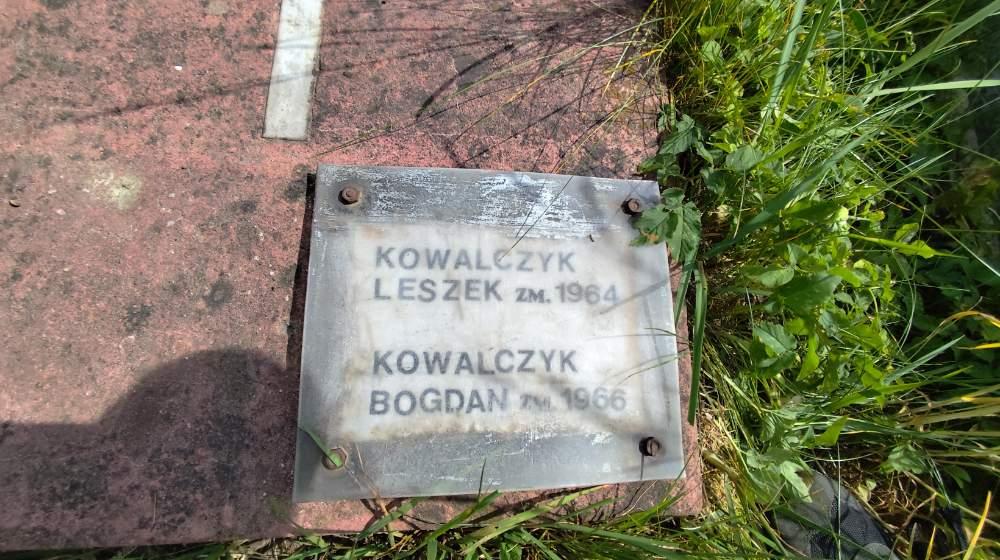 KOWALCZYK
LESZEK ZM. 1964
KOWALCZYK
BOGDAN ZM. 1966